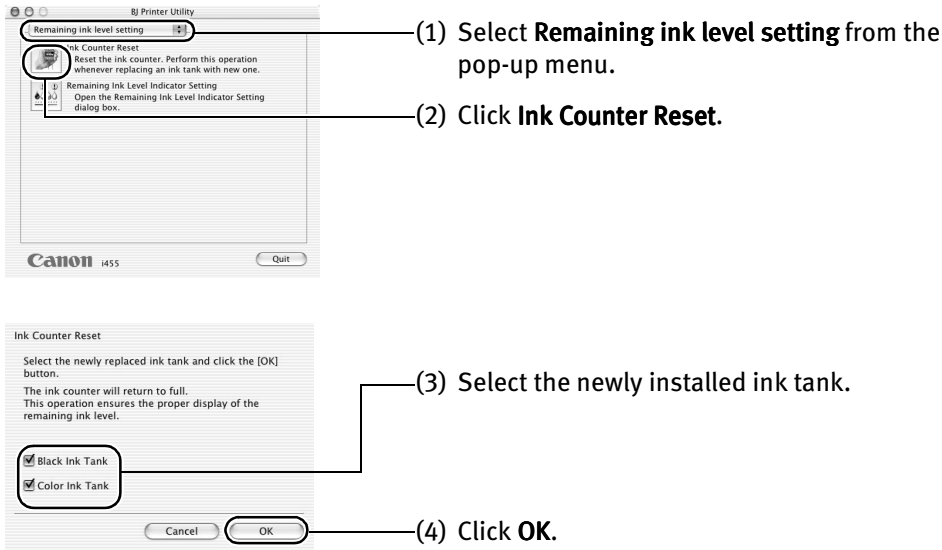 BJ Printer Utility
Remaining ink level setting
Ink Counter Reset
Reset the ink counter. Perform this operation
whenever replacing an ink tank with new one.
Remaining Ink Level Indicator Setting
Open the Remaining Ink Level Indicator Setting
dialog box.
Canon i455
Quit
(1) Select Remaining ink level setting from the
pop-up menu.
(2) Click Ink Counter Reset.
Ink Counter Reset
Select the newly replaced ink tank and click the [OK]
button.
The ink counter will return to full.
This operation ensures the proper display of the
remaining ink level.
Black Ink Tank
Color Ink Tank
Cancel
OK
(3) Select the newly installed ink tank.
(4) Click OK.